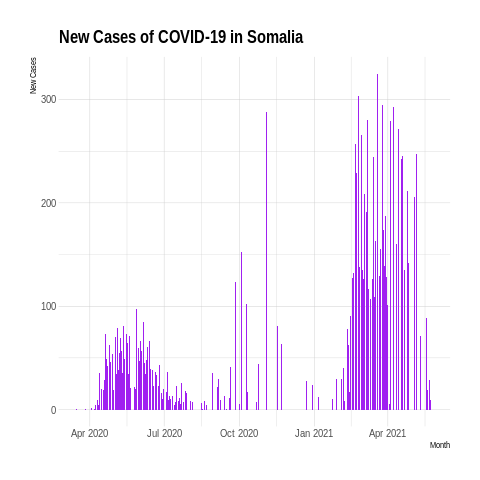 New Cases of COVID-19 in Somalia
New Cases
300
200
100
0
Apr 2020 Jul 2020 Oct 2020 Jan 2021 Apr 2021
Month